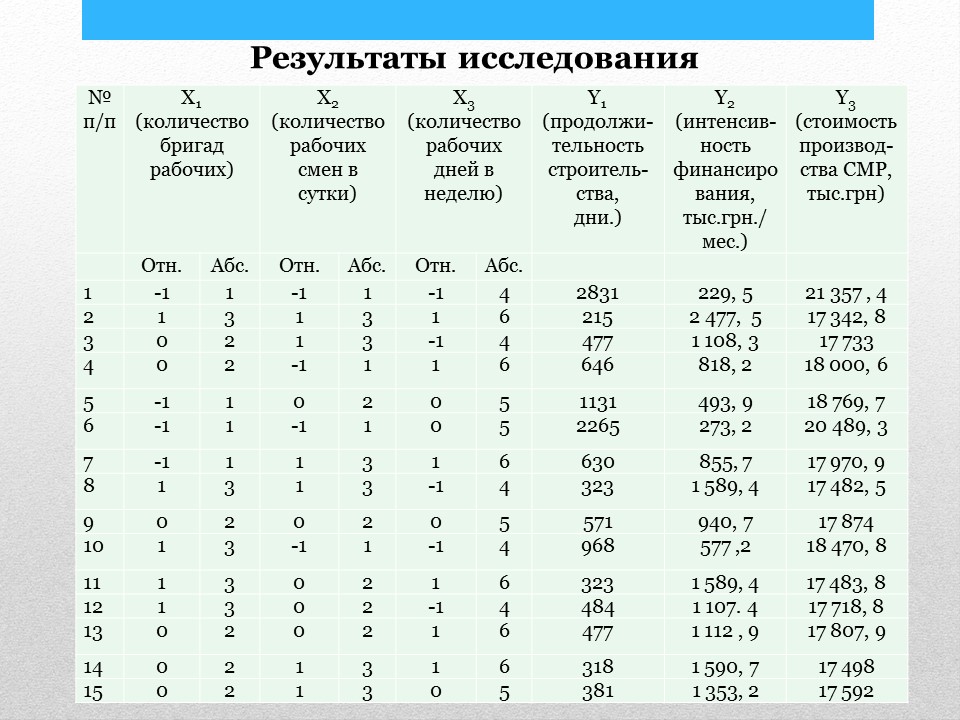 Результаты исследования
№ п/п X1 (количество бригад рабочих) X2 (количество рабочих смен в сутки) X3 (количество рабочих дней в неделю) Y1 (продолжи-тельность строитель-ства, дни.) Y2 (интенсив-ность финансиро вания, тыс.грн./ мес.) Y3 (стоимость производ-ства СМР, тыс.грн)
Отн. Абс. Отн. Абс. Отн. Абс.
1 -1 1 -1 1 -1 4 2831 229, 5 21 357 , 4
2 1 3 1 3 1 6 215 2 477, 5 17 342, 8
3 0 2 1 3 -1 4 477 1 108, 3 17 733
4 0 2 -1 1 1 6 646 818, 2 18 000, 6
5 -1 1 0 2 0 5 1131 493, 9 18 769, 7
6 -1 1 -1 1 0 5 2265 273, 2 20 489, 3
7 -1 1 1 3 1 6 630 855, 7 17 970, 9
8 1 3 1 3 -1 4 323 1 589, 4 17 482, 5
9 0 2 0 2 0 5 571 940, 7 17 874
10 1 3 -1 1 -1 4 968 577 ,2 18 470, 8
11 1 3 0 2 1 6 323 1 589, 4 17 483, 8
12 1 3 0 2 -1 4 484 1 107. 4 17 718, 8
13 0 2 0 2 1 6 477 1 112 , 9 17 807, 9
14 0 2 1 3 1 6 318 1 590, 7 17 498
15 0 2 1 3 0 5 381 1 353, 2 17 592